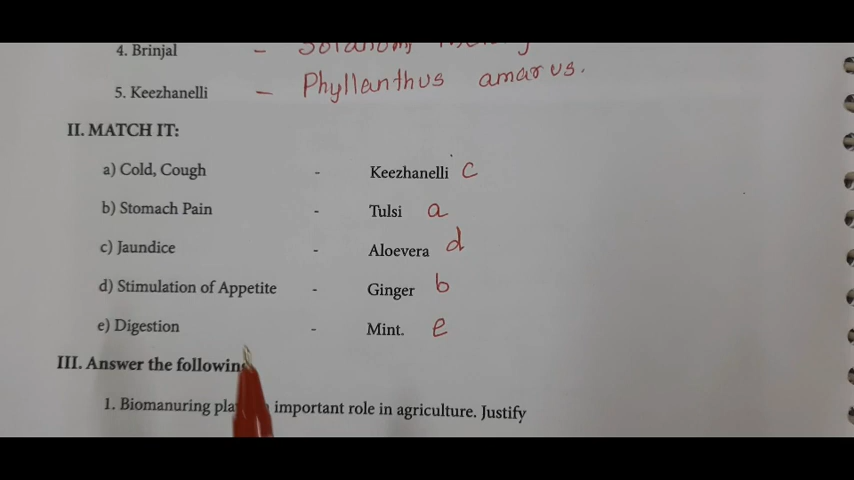 4. Brinjal -
5. Keezhanelli - Phyllanthus amarus.
II. MATCH IT:
a) Cold, Cough - Keezhanelli c
b) Stomach Pain - Tulsi a
c) Jaundice - Aloevera d
d) Stimulation of Appetite - Ginger b
e) Digestion - Mint. e
III. Answer the following
1. Biomanuring important role in agriculture. Justify